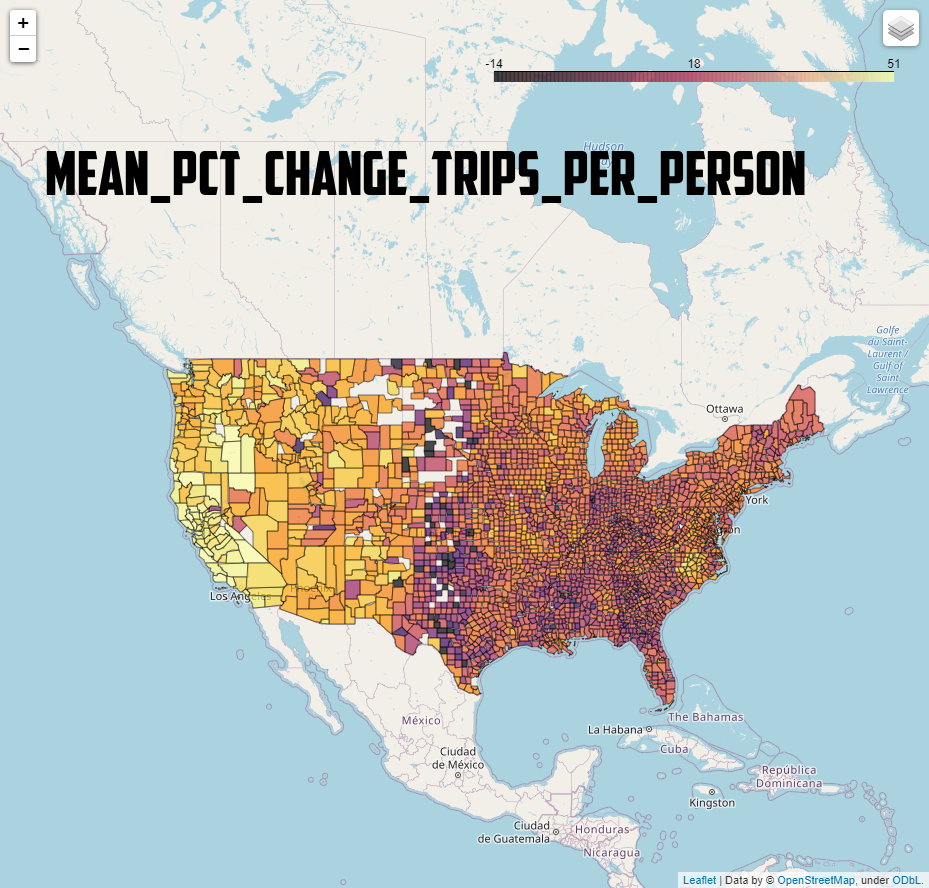 +
−
-14 18 51
Hudson
MEAN_PCT_CHANGE_TRIPS_PER_PERSON
Golfe
du Saint-
Laurent /
Gulf of
Saint
Lawrence
Ottawa
York
Los Angeles
México
Ciudad
de México
La Habana
The Bahamas
Cuba
República
Dominicana
Kingston
Ciudad
de Guatemala
Honduras
Nicaragua
Leaflet | Data by © OpenStreetMap, under ODbL.